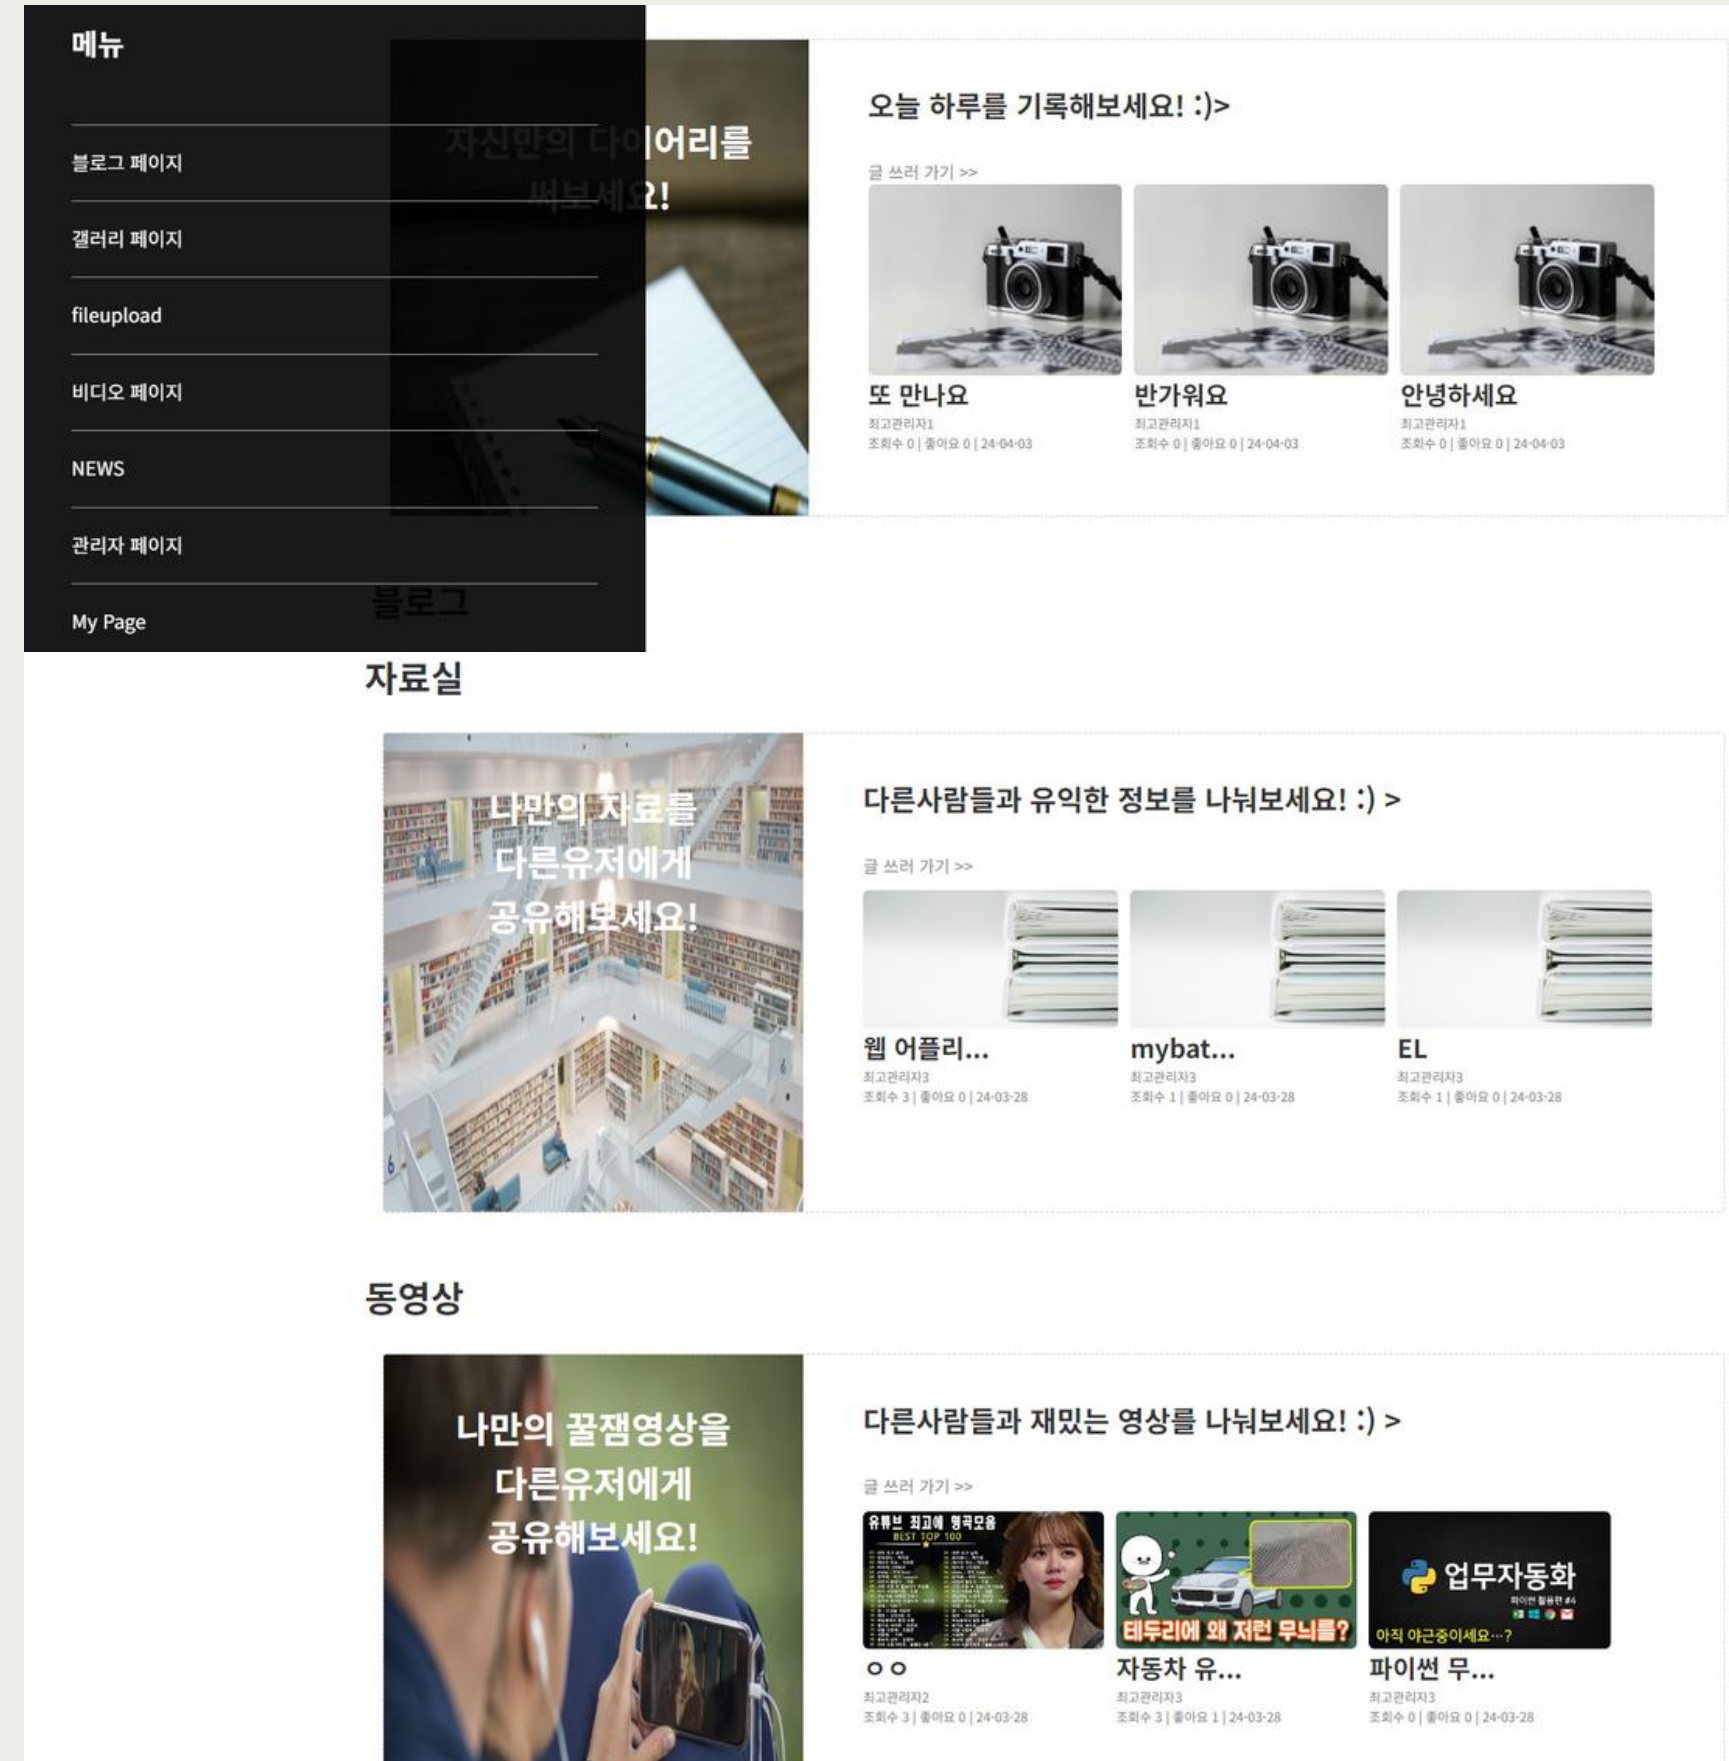 메뉴
블로그 페이지
갤러리 페이지
fileupload
비디오 페이지
NEWS
관리자 페이지
My Page
자신만의 다이어리를
써보세요!
오늘 하루를 기록해보세요! :)>
글 쓰러 가기 >>
또 만나요
최고관리자1
조회수 0 | 좋아요 0 | 24-04-03
반가워요
최고관리자1
조회수 0 | 좋아요 0 | 24-04-03
안녕하세요
최고관리자1
조회수 0 | 좋아요 0 | 24-04-03
블로그
자료실
나만의 자료를
다른유저에게
공유해보세요!
다른사람들과 유익한 정보를 나눠보세요! :) >
글 쓰러 가기 >>
웹 어플리...
최고관리자3
조회수 3 | 좋아요 0 | 24-03-28
mybat...
최고관리자3
조회수 1 | 좋아요 0 | 24-03-28
EL
최고관리자3
조회수 1 | 좋아요 0 | 24-03-28
동영상
나만의 꿀잼영상을
다른유저에게
공유해보세요!
다른사람들과 재밌는 영상를 나눠보세요! :) >
글 쓰러 가기 >>
유튜브 최고에 명곡모음
BEST TOP 100
ㅇㅇ
최고관리자2
조회수 3 | 좋아요 0 | 24-03-28
테두리에 왜 저런 무늬를?
자동차 유...
최고관리자3
조회수 3 | 좋아요 1 | 24-03-28
업무자동화
파이썬 활용편 #4
아직 야근중이세요…?
파이썬 무...
최고관리자3
조회수 0 | 좋아요 0 | 24-03-28